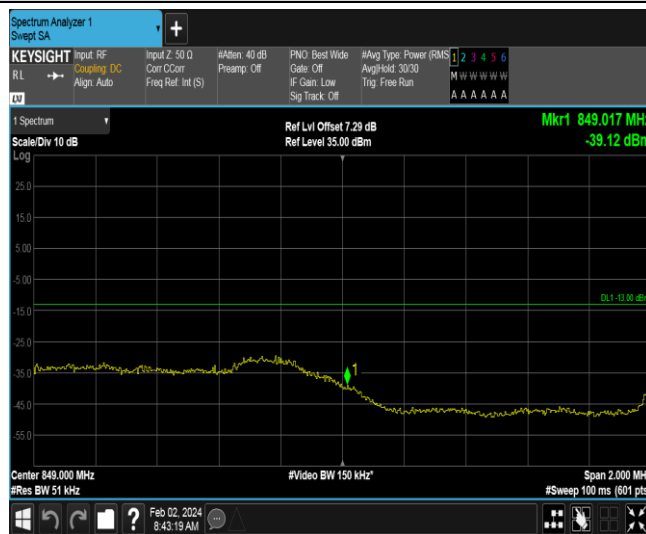 Spectrum Analyzer 1
Swept SA
+
KEYSIGHT Input: RF Input Z: 50 Ω #Atten: 40 dB PNO: Best Wide #Avg Type: Power (RMS 1 2 3 4 5 6
RL Coupling: DC Corr CCorr Preamp: Off Gate: Off Avg|Hold: 30/30 M W W W W W
Align: Auto Freq Ref: Int (S) IF Gain: Low Trig: Free Run
LXI Sig Track: Off A A A A A A
1 Spectrum Ref Lvl Offset 7.29 dB Mkr1 849.017 MHz
Scale/Div 10 dB Ref Level 35.00 dBm -39.12 dBm
Log
25.0
15.0
5.00
-5.00
DL1 -13.00 dBm
-15.0
-25.0
-35.0
1
-45.0
-55.0
Center 849.000 MHz #Video BW 150 kHz* Span 2.000 MH
#Res BW 51 kHz #Sweep 100 ms (601 pts
? Feb 02, 2024
8:43:19 AM